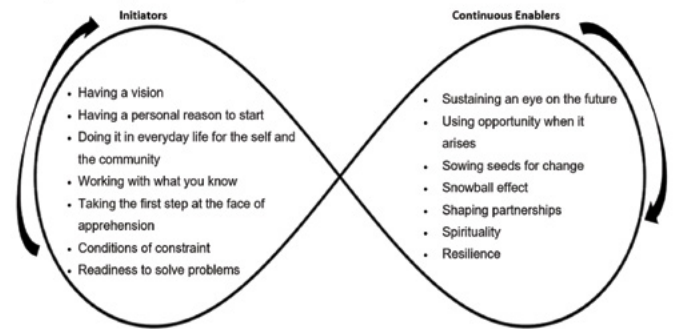 Initiators
• Having a vision
• Having a personal reason to start
• Doing it in everyday life for the self and
the community
• Working with what you know
• Taking the first step at the face of
apprehension
• Conditions of constraint
• Readiness to solve problems
Continuous Enablers
• Sustaining an eye on the future
• Using opportunity when it
arises
• Sowing seeds for change
• Snowball effect
• Shaping partnerships
• Spirituality
• Resilience